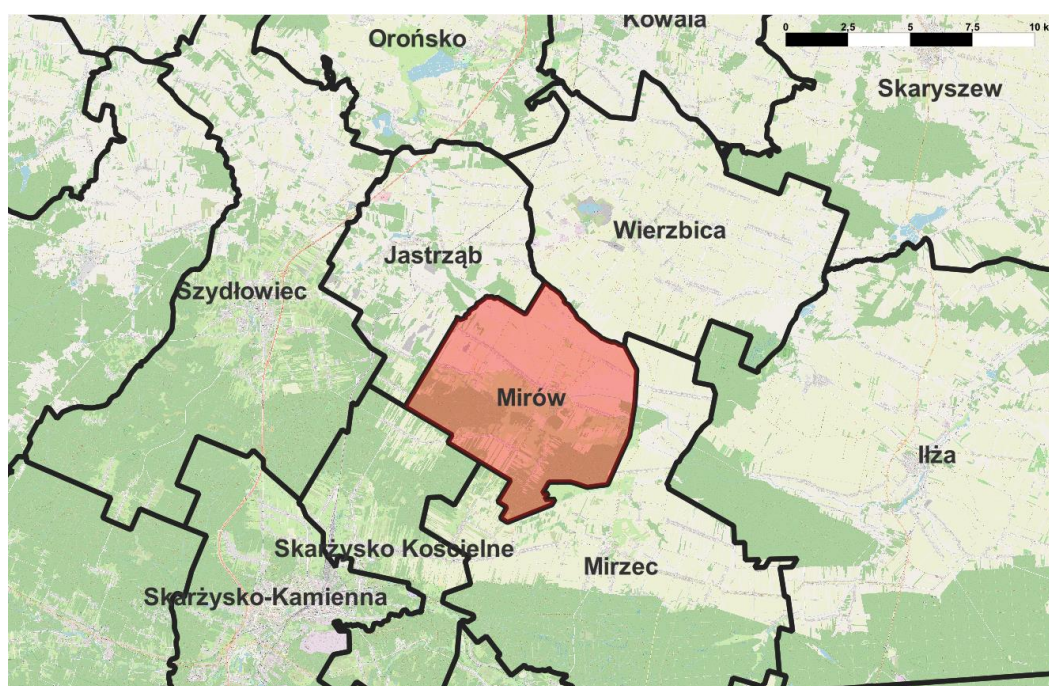 Kowala
0 2,5 5 7,5 10 k
Orońsko
Skaryszew
Wierzbica
Jastrząb
Szydłowiec
Mirów
Iłża
Skarżysko Kościelne
Mirzec
Skarżysko-Kamienna